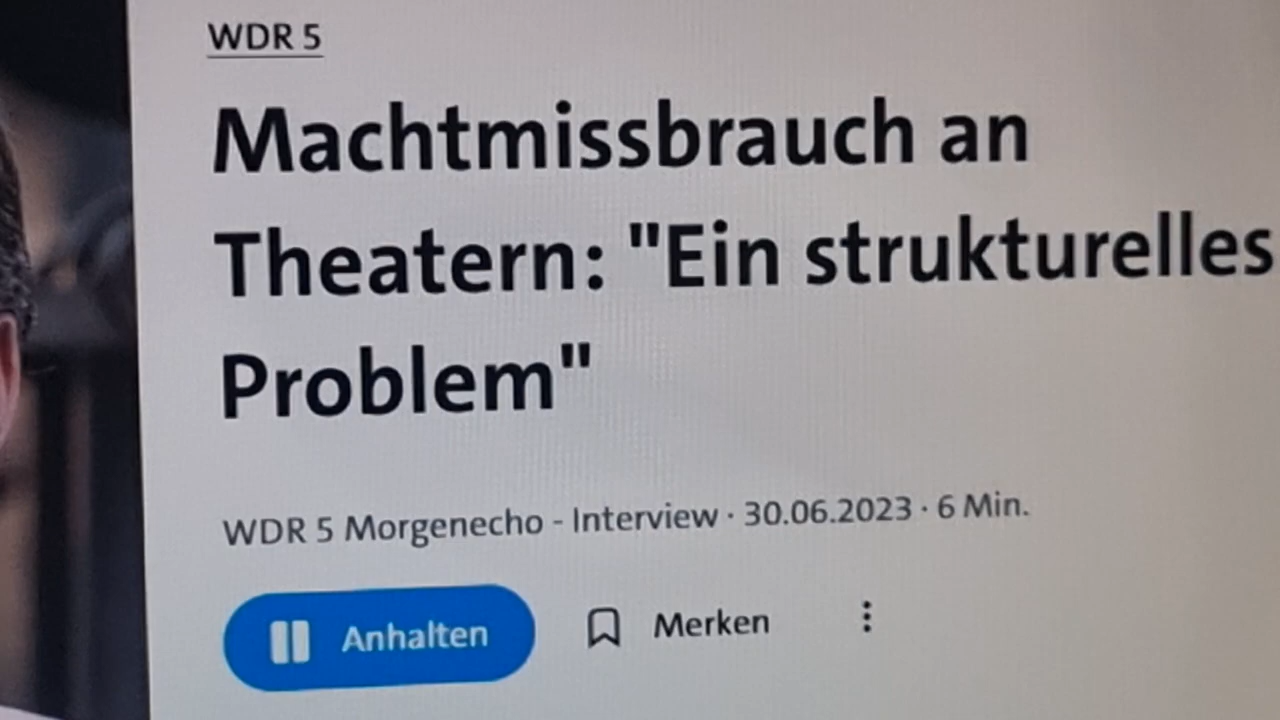 WDR 5
Machtmissbrauch an
Theatern: "Ein strukturelles
Problem"
WDR 5 Morgenecho - Interview · 30.06.2023 · 6 Min.
Anhalten
Merken